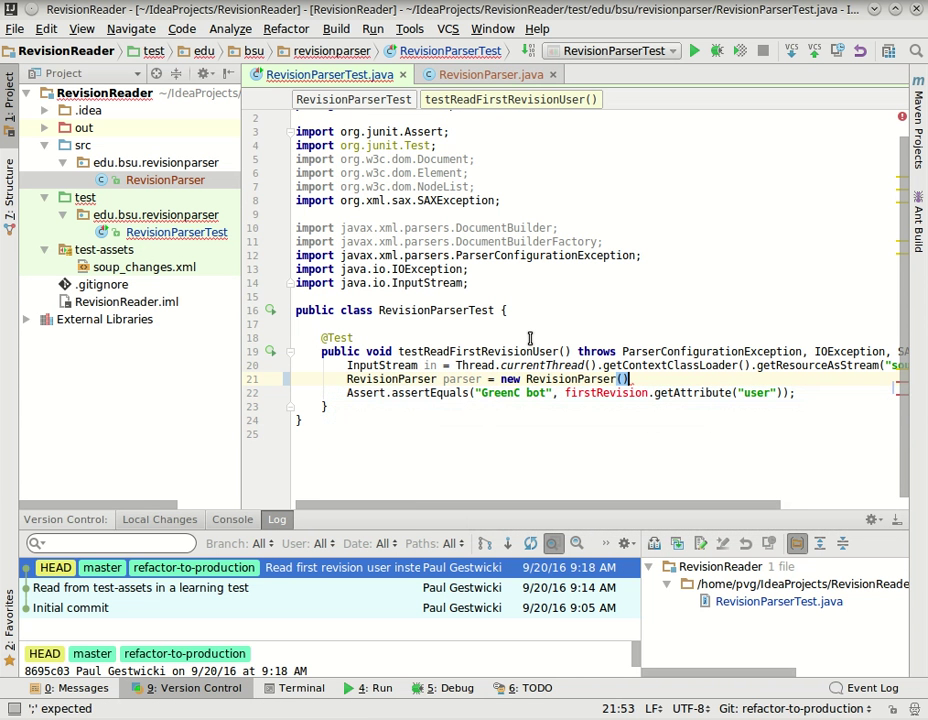 RevisionReader - [~/IdeaProjects/RevisionReader] - [RevisionReader] - ~/IdeaProjects/RevisionReader/test/edu/bsu/revisionparser/RevisionParserTest.java - I...
File Edit View Navigate Code Analyze Refactor Build Run Tools VCS Window Help
RevisionReader test edu bsu revisionparser RevisionParserTest RevisionParserTest VCS VCS
Project RevisionParserTest.java RevisionParser.java
RevisionReader ~/IdeaProjects/ RevisionParserTest testReadFirstRevisionUser()
.idea
out
src
edu.bsu.revisionparser
RevisionParser
test
edu.bsu.revisionparser
RevisionParserTest
test-assets
soup_changes.xml
.gitignore
RevisionReader.iml
External Libraries
1: Project
7: Structure
2: Favorites
Maven Projects
Ant Build
2
3 import org.junit.Assert;
4 import org.junit.Test;
5 import org.w3c.dom.Document;
6 import org.w3c.dom.Element;
7 import org.w3c.dom.NodeList;
8 import org.xml.sax.SAXException;
9
10 import javax.xml.parsers.DocumentBuilder;
11 import javax.xml.parsers.DocumentBuilderFactory;
12 import javax.xml.parsers.ParserConfigurationException;
13 import java.io.IOException;
14 import java.io.InputStream;
15
16 public class RevisionParserTest {
17
18 @Test
19 public void testReadFirstRevisionUser() throws ParserConfigurationException, IOException, SA
20 InputStream in = Thread.currentThread().getContextClassLoader().getResourceAsStream("so
21 RevisionParser parser = new RevisionParser()
22 Assert.assertEquals("GreenC bot", firstRevision.getAttribute("user"));
23 }
24 }
25
Version Control: Local Changes Console Log
Branch: All User: All Date: All Paths: All
HEAD master refactor-to-production Read first revision user inste Paul Gestwicki 9/20/16 9:18 AM
Read from test-assets in a learning test Paul Gestwicki 9/20/16 9:14 AM
Initial commit Paul Gestwicki 9/20/16 9:05 AM
RevisionReader 1 file
/home/pvg/IdeaProjects/RevisionReade
RevisionParserTest.java
HEAD master refactor-to-production
8695c03 Paul Gestwicki on 9/20/16 at 9:18 AM
0: Messages 9: Version Control Terminal 4: Run 5: Debug 6: TODO Event Log
';' expected 21:53 LF÷ UTF-8÷ Git: refactor-to-production÷